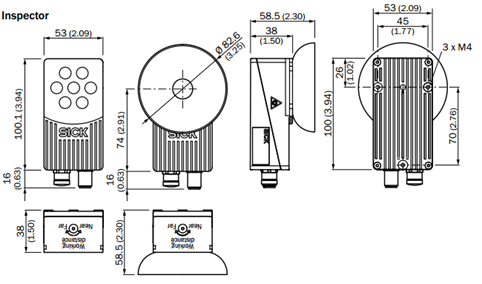 Inspector
53 (2.09)
100.1 (3.94)
16
(0.63)
SICK
Ø 82.6
(3.25)
74 (2.91)
16
(0.63)
SICK
58.5 (2.30)
38
(1.50)
SICK
53 (2.09)
45
(1.77)
3 x M4
26
(1.02)
100 (3.94)
70 (2.76)
38
(1.50)
Working
distance
Near Far
58.5 (2.30)
Working
distance
Near Far